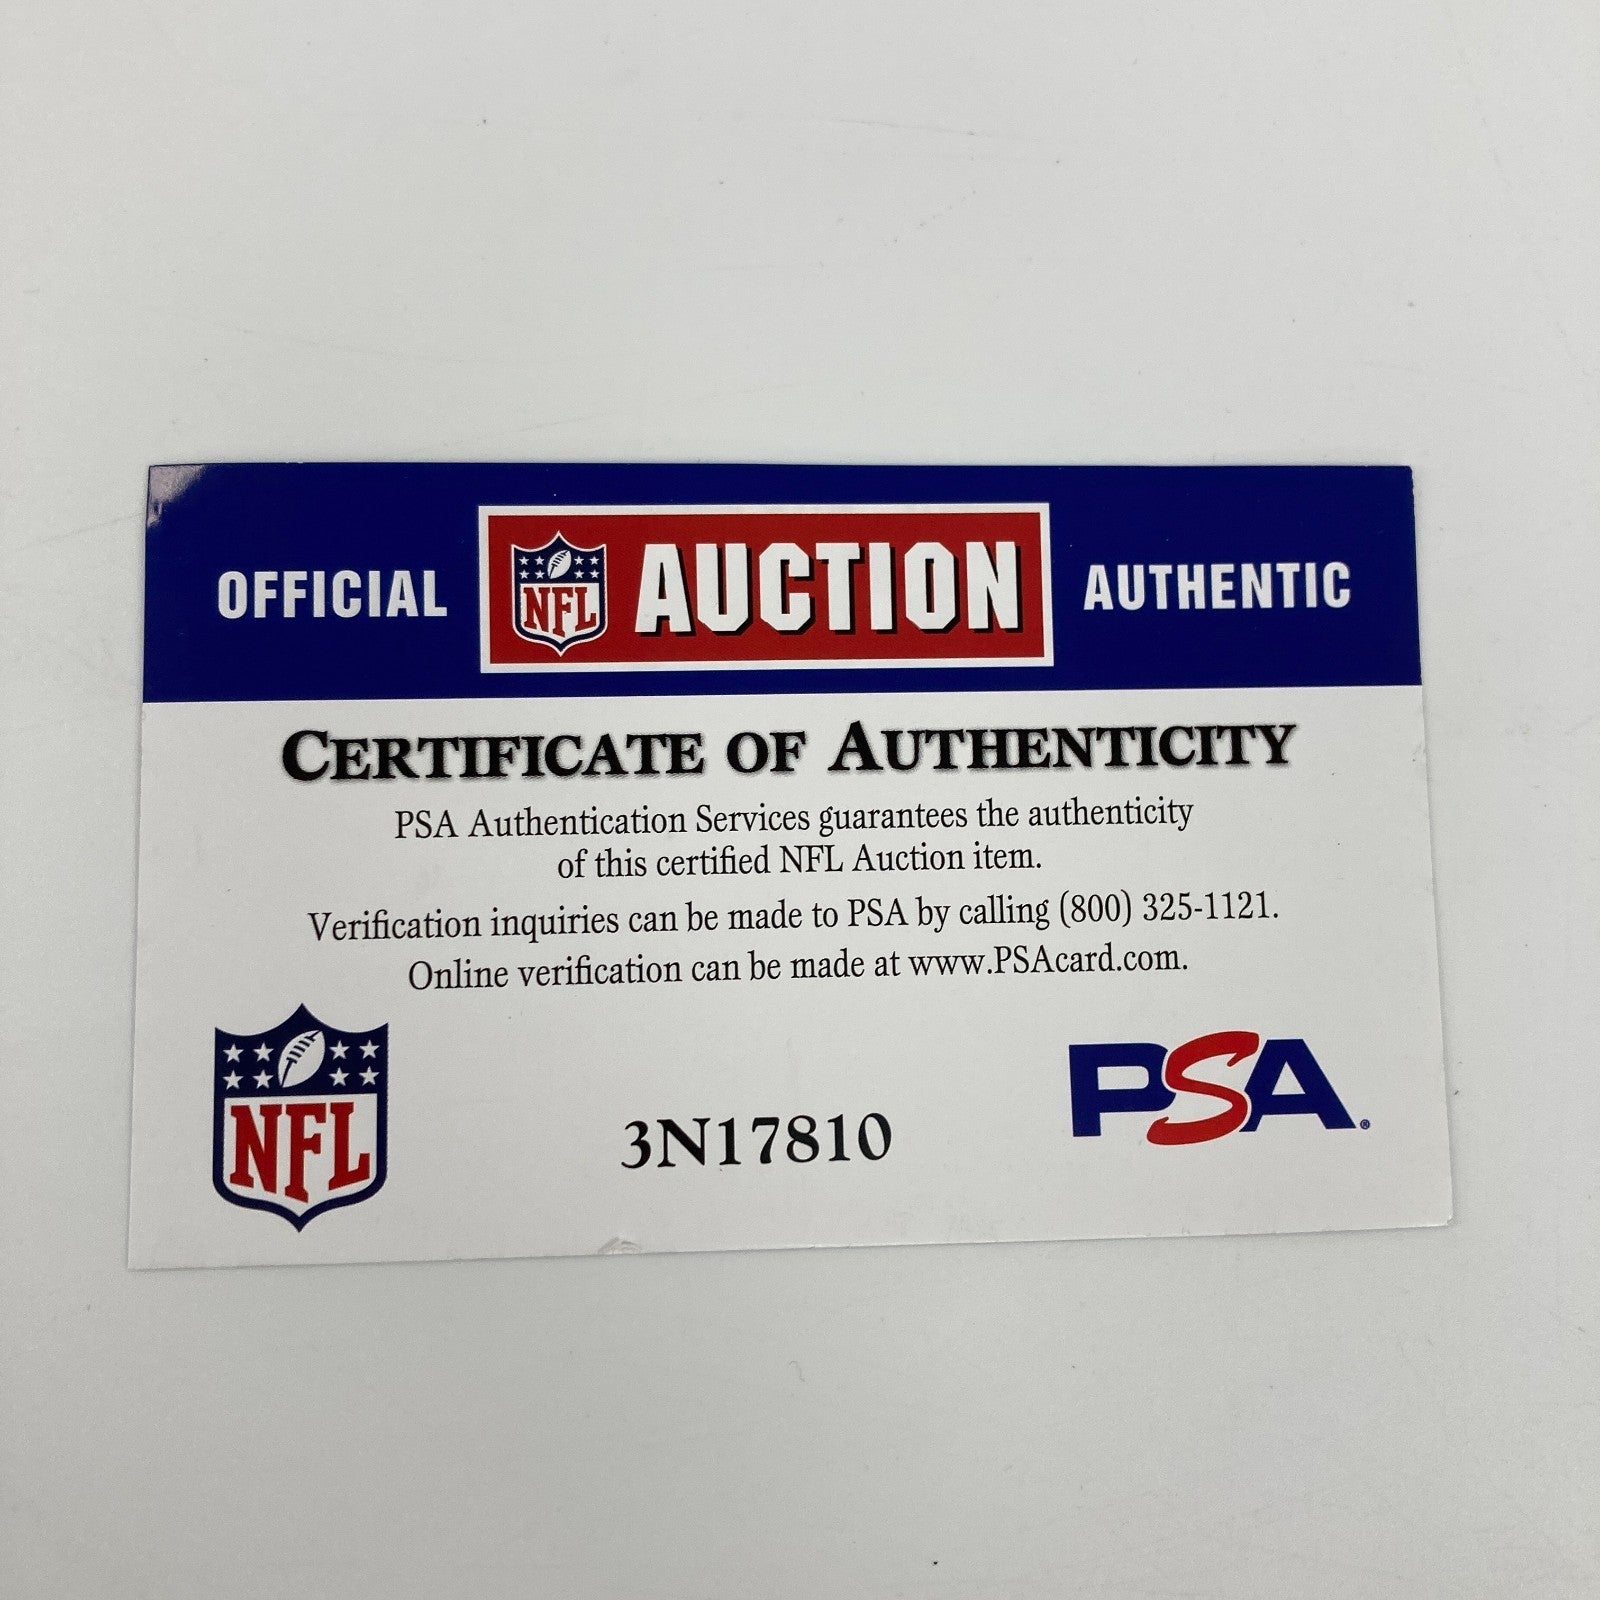 OFFICIAL NFL AUCTION AUTHENTIC
CERTIFICATE OF AUTHENTICITY
PSA Authentication Services guarantees the authenticity
of this certified NFL Auction item.
Verification inquiries can be made to PSA by calling (800) 325-1121.
Online verification can be made at www.PSAcard.com.
NFL
3N17810
PSA®